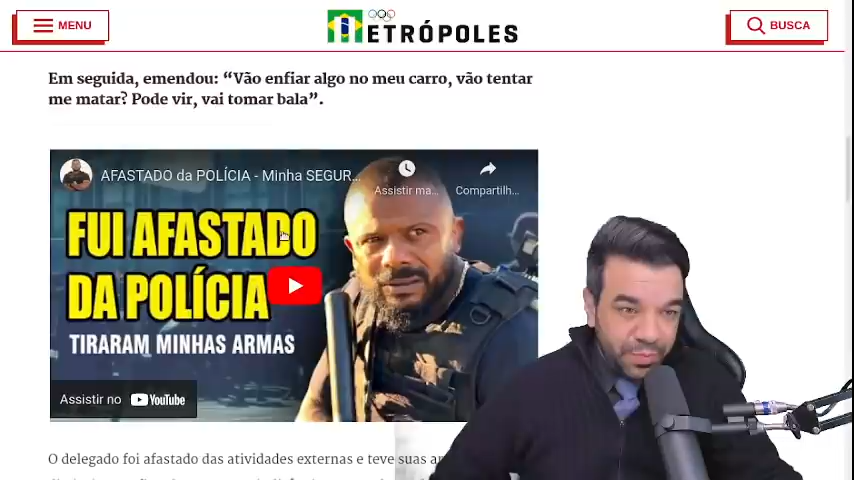 MENU
METRÓPOLES
BUSCA
Em seguida, emendou: “Vão enfiar algo no meu carro, vão tentar
me matar? Pode vir, vai tomar bala”.
AFASTADO da POLÍCIA - Minha SEGUR...
Assistir ma...
Compartilh...
FUI AFASTADO
DA POLÍCIA
TIRARAM MINHAS ARMAS
Assistir no YouTube
O delegado foi afastado das atividades externas e teve suas